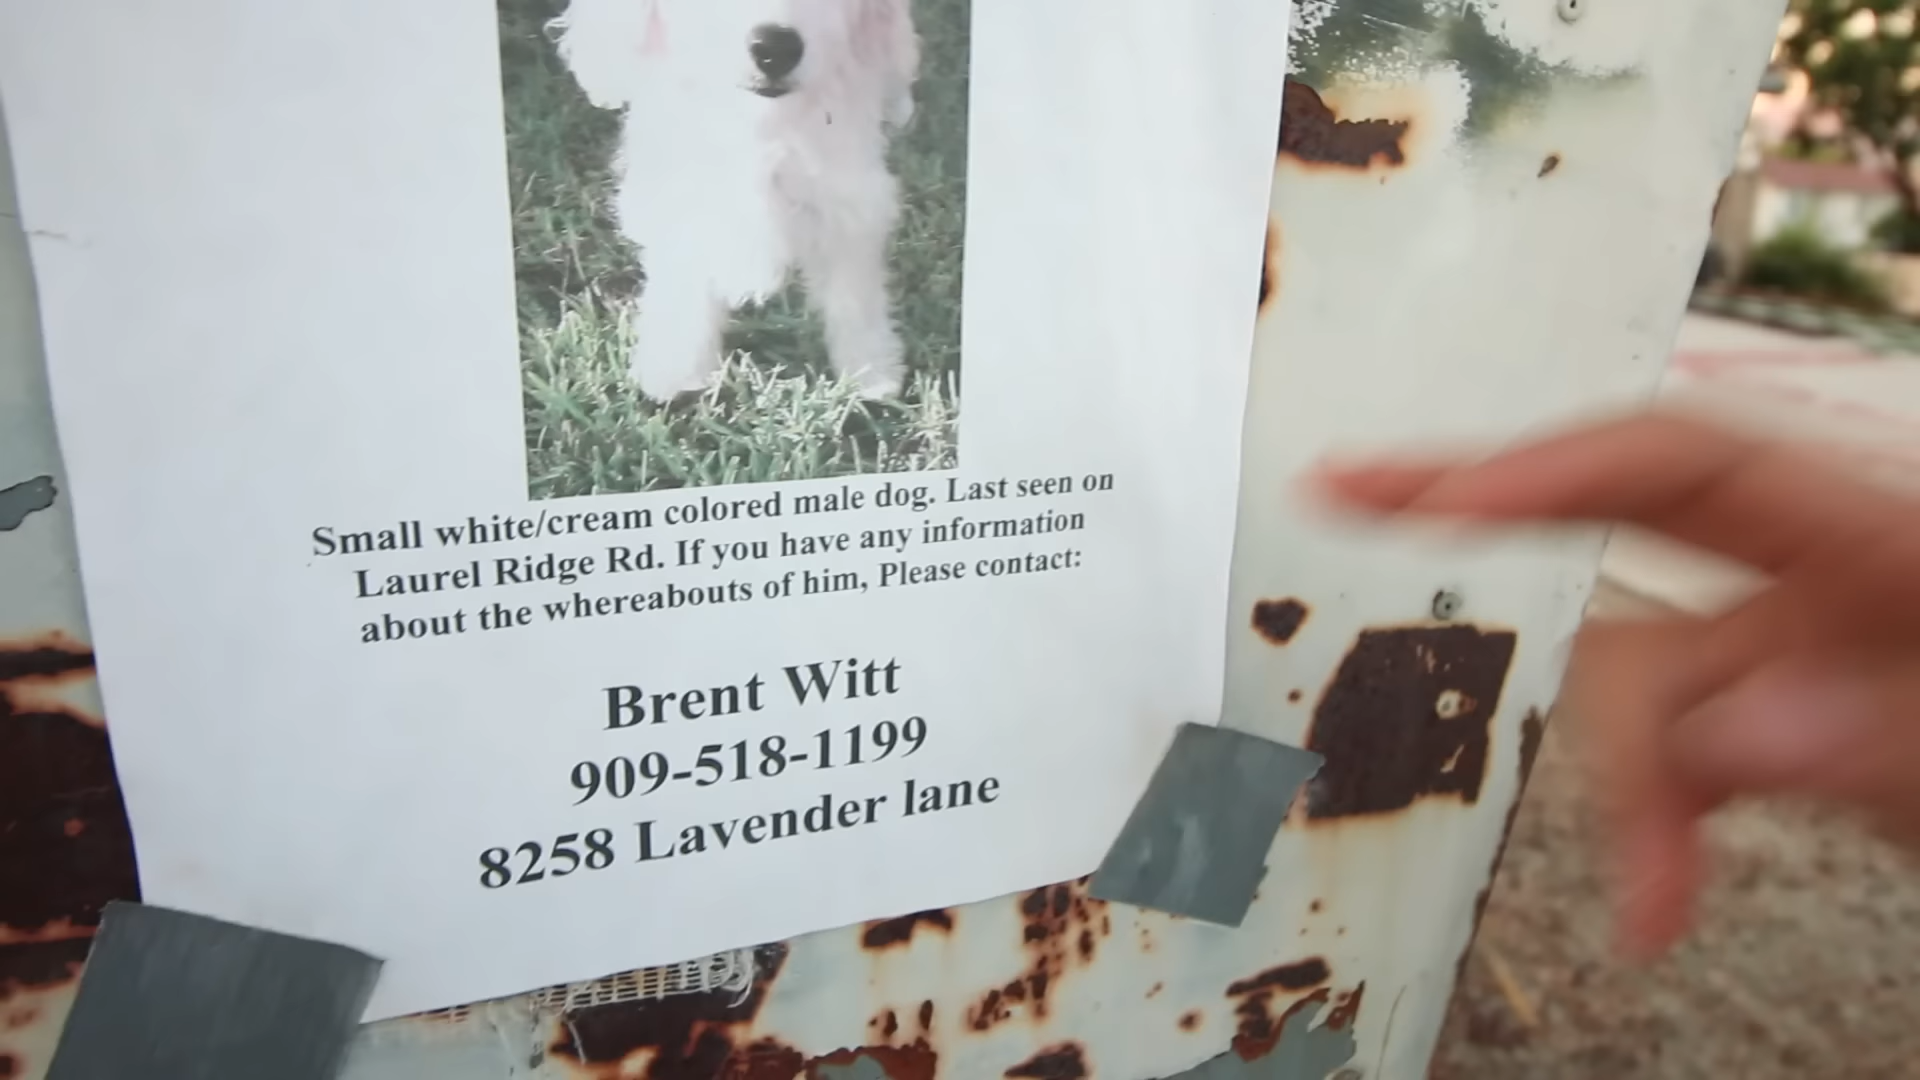 Small white/cream colored male dog. Last seen on
Laurel Ridge Rd. If you have any information
about the whereabouts of him, Please contact:
Brent Witt
909-518-1199
8258 Lavender lane